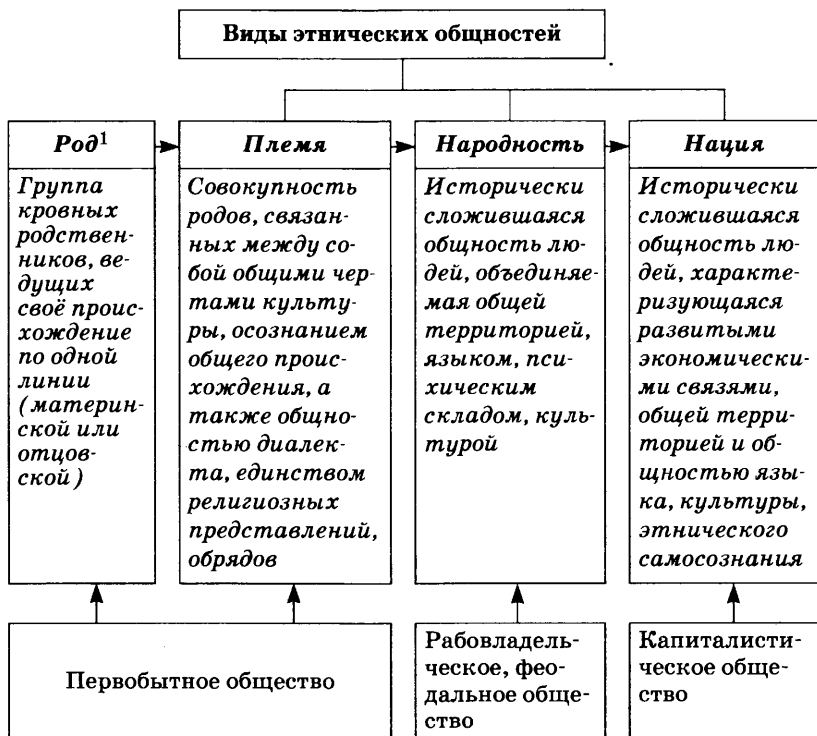 Виды этнических общностей
Род¹
Группа
кровных
родствен-
ников, ве-
дущих
своё проис-
хождение
по одной
линии
(материн-
ской или
отцов-
ской)
Племя
Совокупность
родов, связан-
ных между со-
бой общими чер-
тами культу-
ры, осознанием
общего проис-
хождения, а
также общно-
стью диалек-
та, единством
религиозных
представлений,
обрядов
Народность
Исторически
сложившаяся
общность лю-
дей, объединяе-
мая общей
территорией,
языком, пси-
хическим
складом, куль-
турой
Нация
Исторически
сложившаяся
общность лю-
дей, характе-
ризующаяся
развитыми
экономически-
ми связями,
общей терри-
торией и об-
щностью язы-
ка, культуры,
этнического
самосознания
Первобытное общество
Рабовладель-
ческое, фео-
дальное обще-
ство
Капиталисти-
ческое обще-
ство